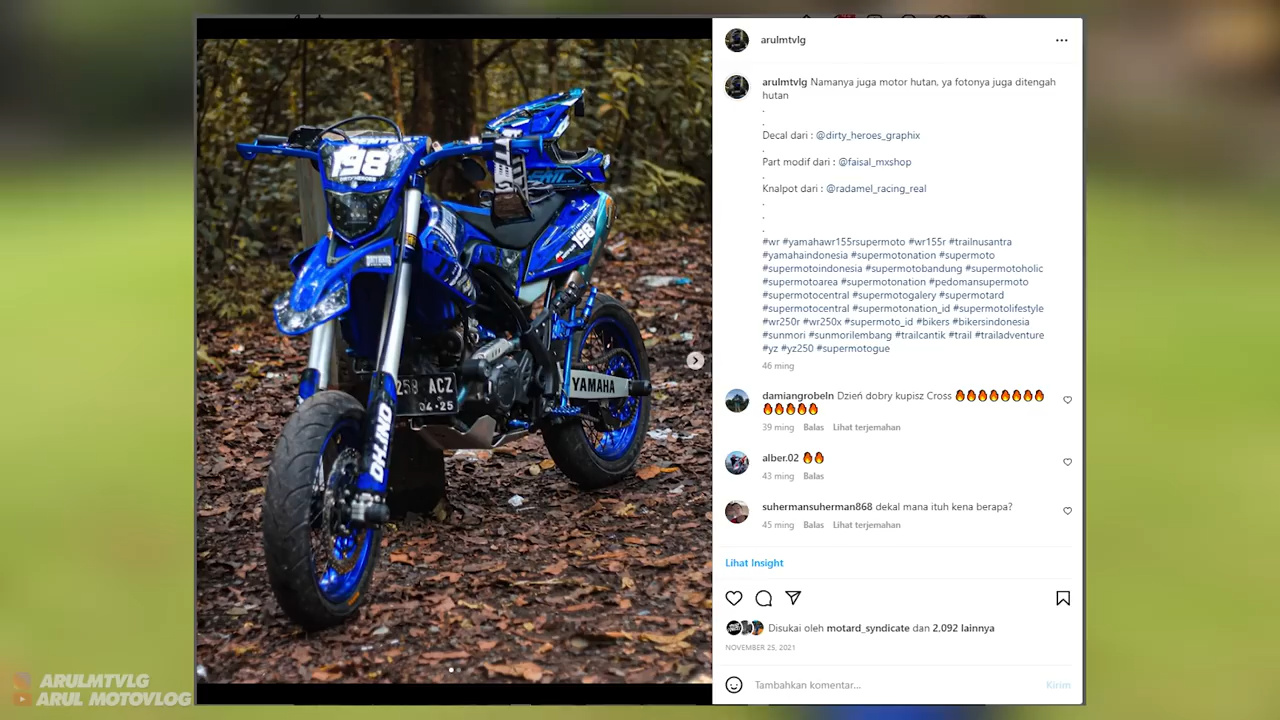 arulmtvlg
arulmtvlg Namanya juga motor hutan, ya fotonya juga ditengah
hutan
.
.
Decal dari : @dirty_heroes_graphix
.
Part modif dari : @faisal_mxshop
.
Knalpot dari : @radamel_racing_real
.
.
.
#wr #yamahawr155rsupermoto #wr155r #trailnusantra
#yamahaindonesia #supermotonation #supermoto
#supermotoindonesia #supermotobandung #supermotoholic
#supermotoarea #supermotonation #pedomansupermoto
#supermotocentral #supermotogalery #supermotard
#supermotocentral #supermotonation_id #supermotolifestyle
#wr250r #wr250x #supermoto_id #bikers #bikersindonesia
#sunmori #sunmorilembang #trailcantik #trail #trailadventure
#yz #yz250 #supermotogue
46 ming
damiangrobeln Dzień dobry kupisz Cross 🔥🔥🔥🔥🔥🔥🔥🔥
🔥🔥🔥🔥🔥
39 ming Balas Lihat terjemahan
alber.02 🔥🔥
43 ming Balas
suhermansuherman868 dekal mana ituh kena berapa?
45 ming Balas Lihat terjemahan
Lihat Insight
Disukai oleh motard_syndicate dan 2,092 lainnya
NOVEMBER 25, 2021
Tambahkan komentar... Kirim
198
198
YAMAHA
258 ACZ
04·25
ONLHO
ARULMTVLG
ARUL MOTOVLOG